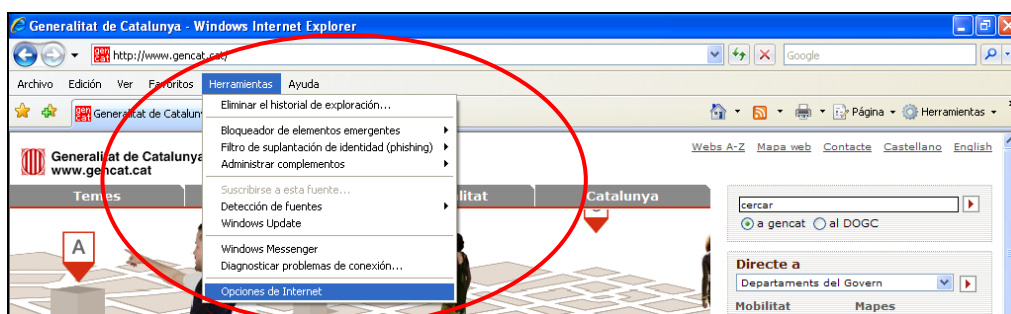 Generalitat de Catalunya - Windows Internet Explorer
http://www.gencat.cat/
Google
Archivo Edición Ver Favoritos Herramientas Ayuda
Generalitat de Catalun
Página Herramientas
Eliminar el historial de exploración...
Bloqueador de elementos emergentes
Filtro de suplantación de identidad (phishing)
Administrar complementos
Suscribirse a esta fuente...
Detección de fuentes
Windows Update
Windows Messenger
Diagnosticar problemas de conexión...
Opciones de Internet
Webs A-Z Mapa web Contacte Castellano English
Generalitat de Catalunya
www.gencat.cat
Temes litat Catalunya
cercar
a gencat al DOGC
A
Directe a
Departaments del Govern
Mobilitat Mapes